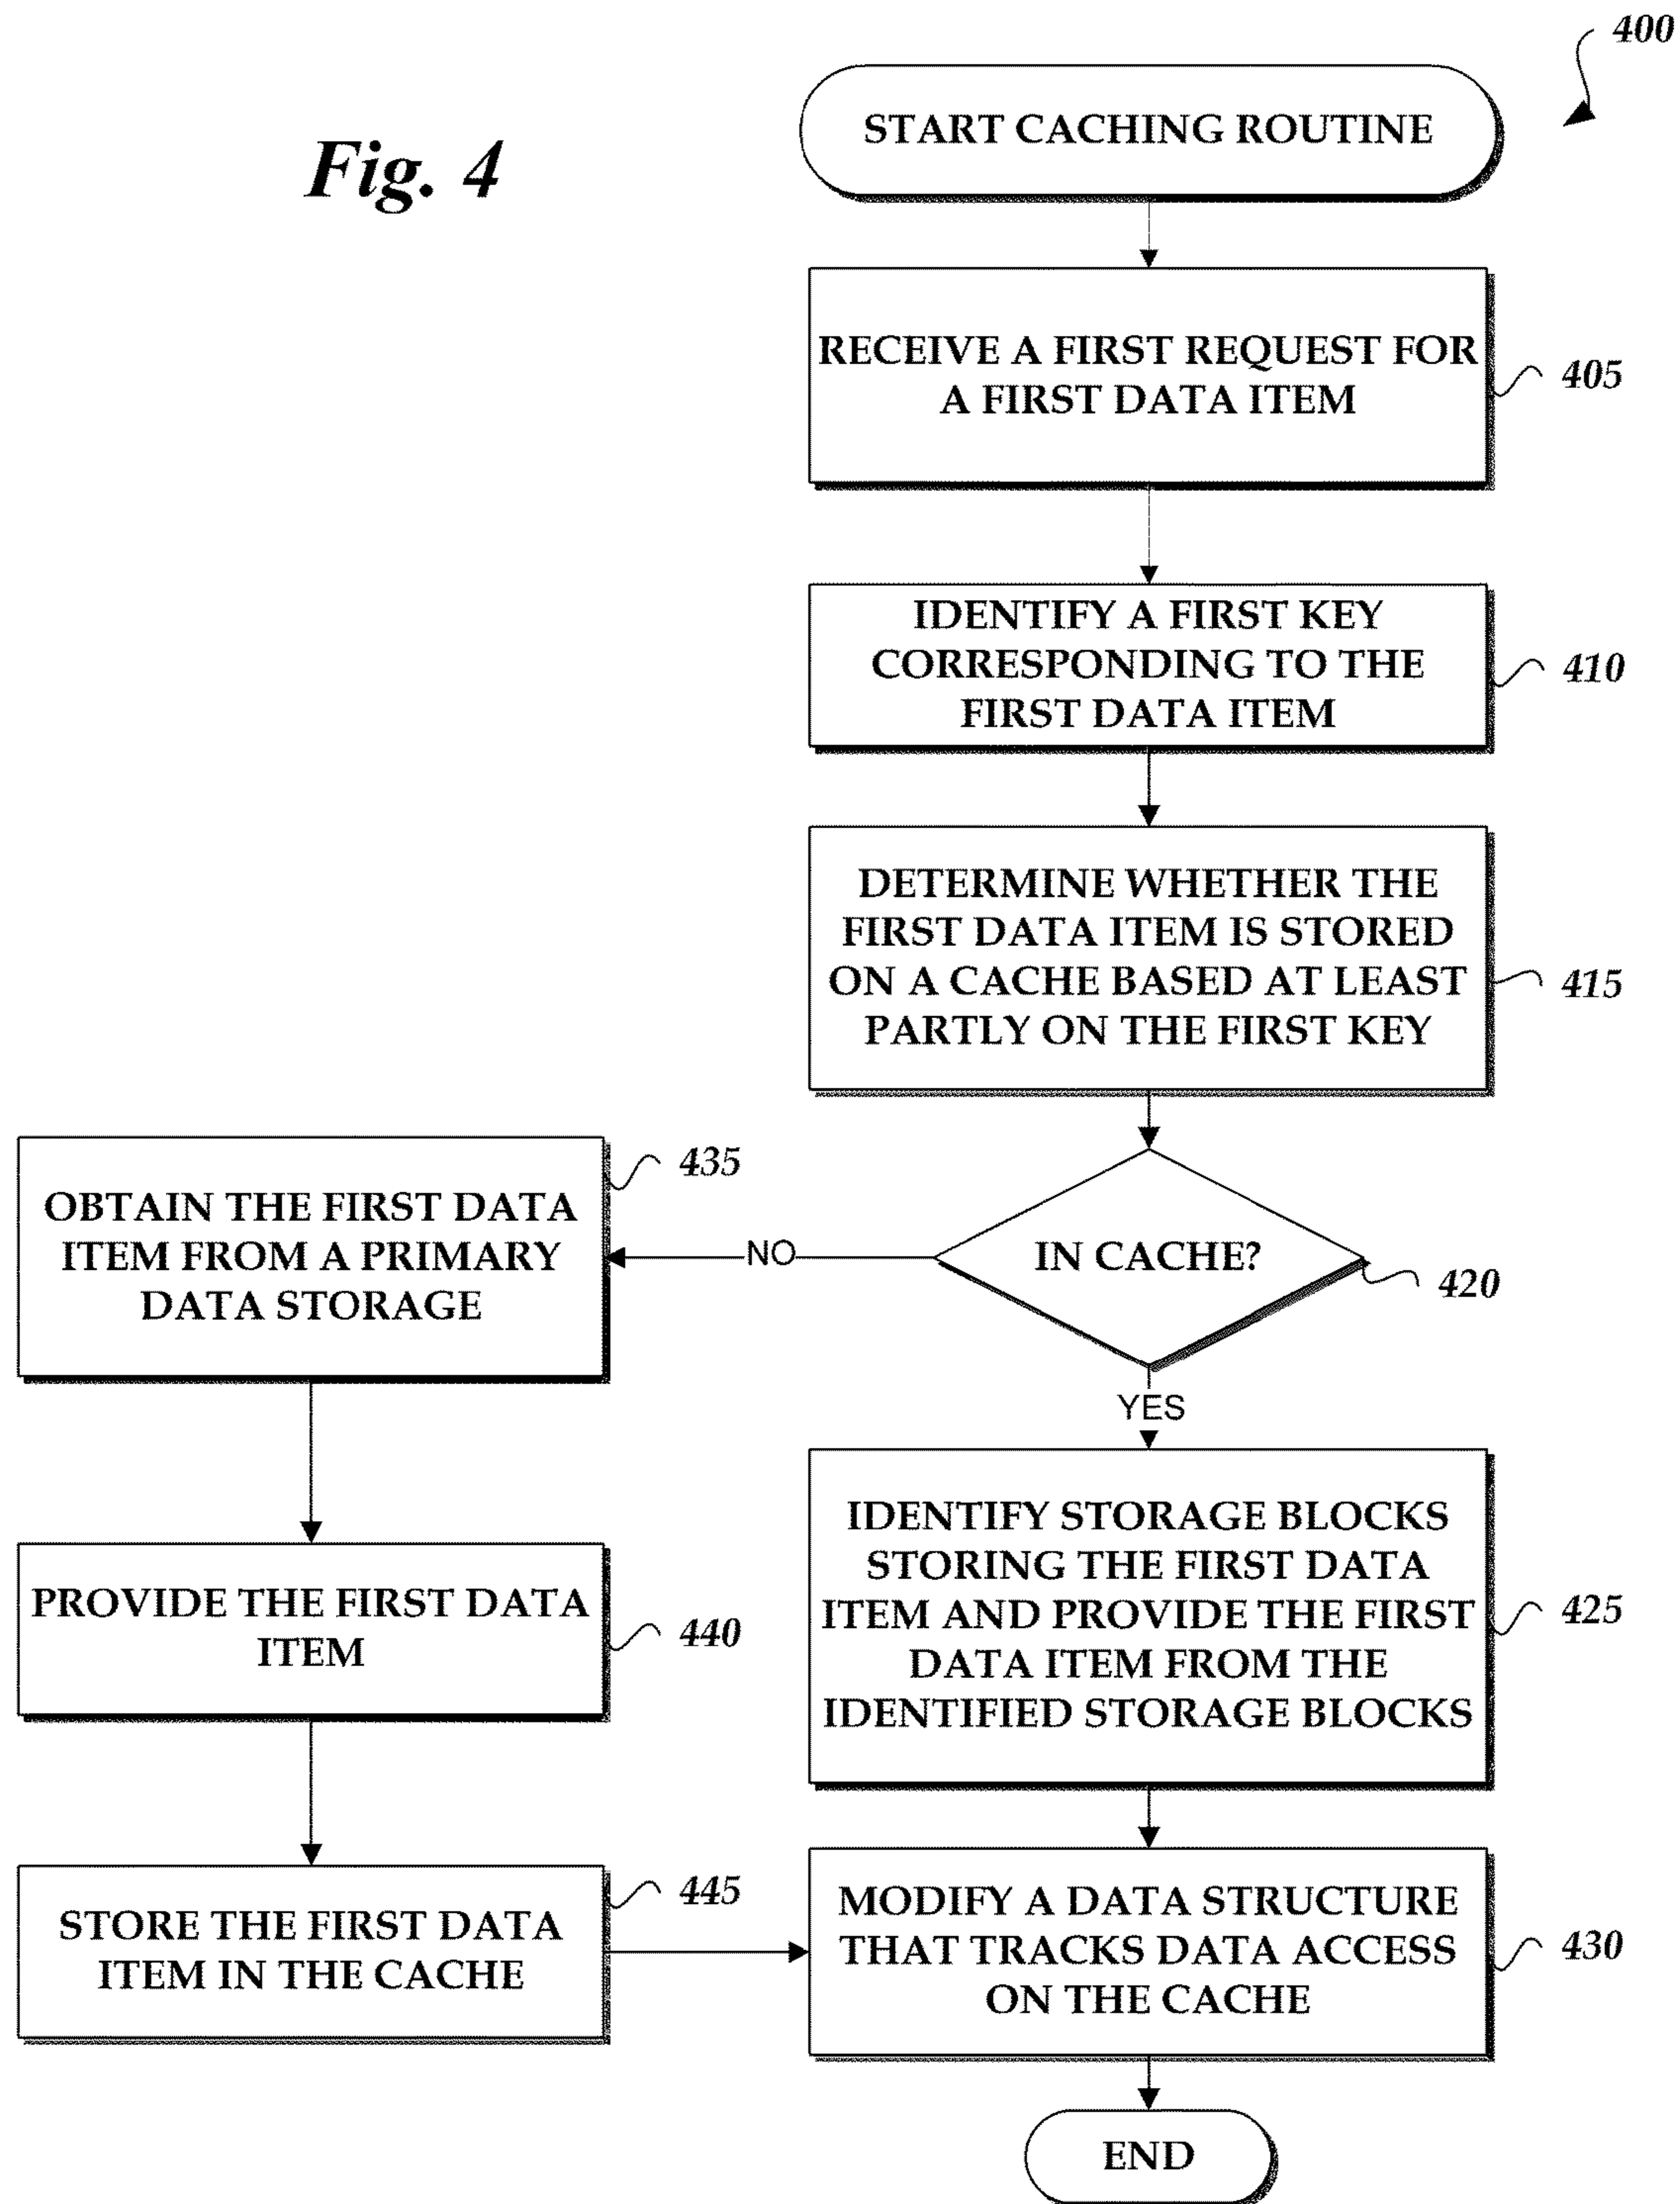 400
Fig. 4
START CACHING ROUTINE
RECEIVE A FIRST REQUEST FOR
A FIRST DATA ITEM
405
IDENTIFY A FIRST KEY
CORRESPONDING TO THE
FIRST DATA ITEM
410
DETERMINE WHETHER THE
FIRST DATA ITEM IS STORED
ON A CACHE BASED AT LEAST
PARTLY ON THE FIRST KEY
415
IN CACHE?
420
NO
YES
OBTAIN THE FIRST DATA
ITEM FROM A PRIMARY
DATA STORAGE
435
PROVIDE THE FIRST DATA
ITEM
440
STORE THE FIRST DATA
ITEM IN THE CACHE
445
IDENTIFY STORAGE BLOCKS
STORING THE FIRST DATA
ITEM AND PROVIDE THE FIRST
DATA ITEM FROM THE
IDENTIFIED STORAGE BLOCKS
425
MODIFY A DATA STRUCTURE
THAT TRACKS DATA ACCESS
ON THE CACHE
430
END